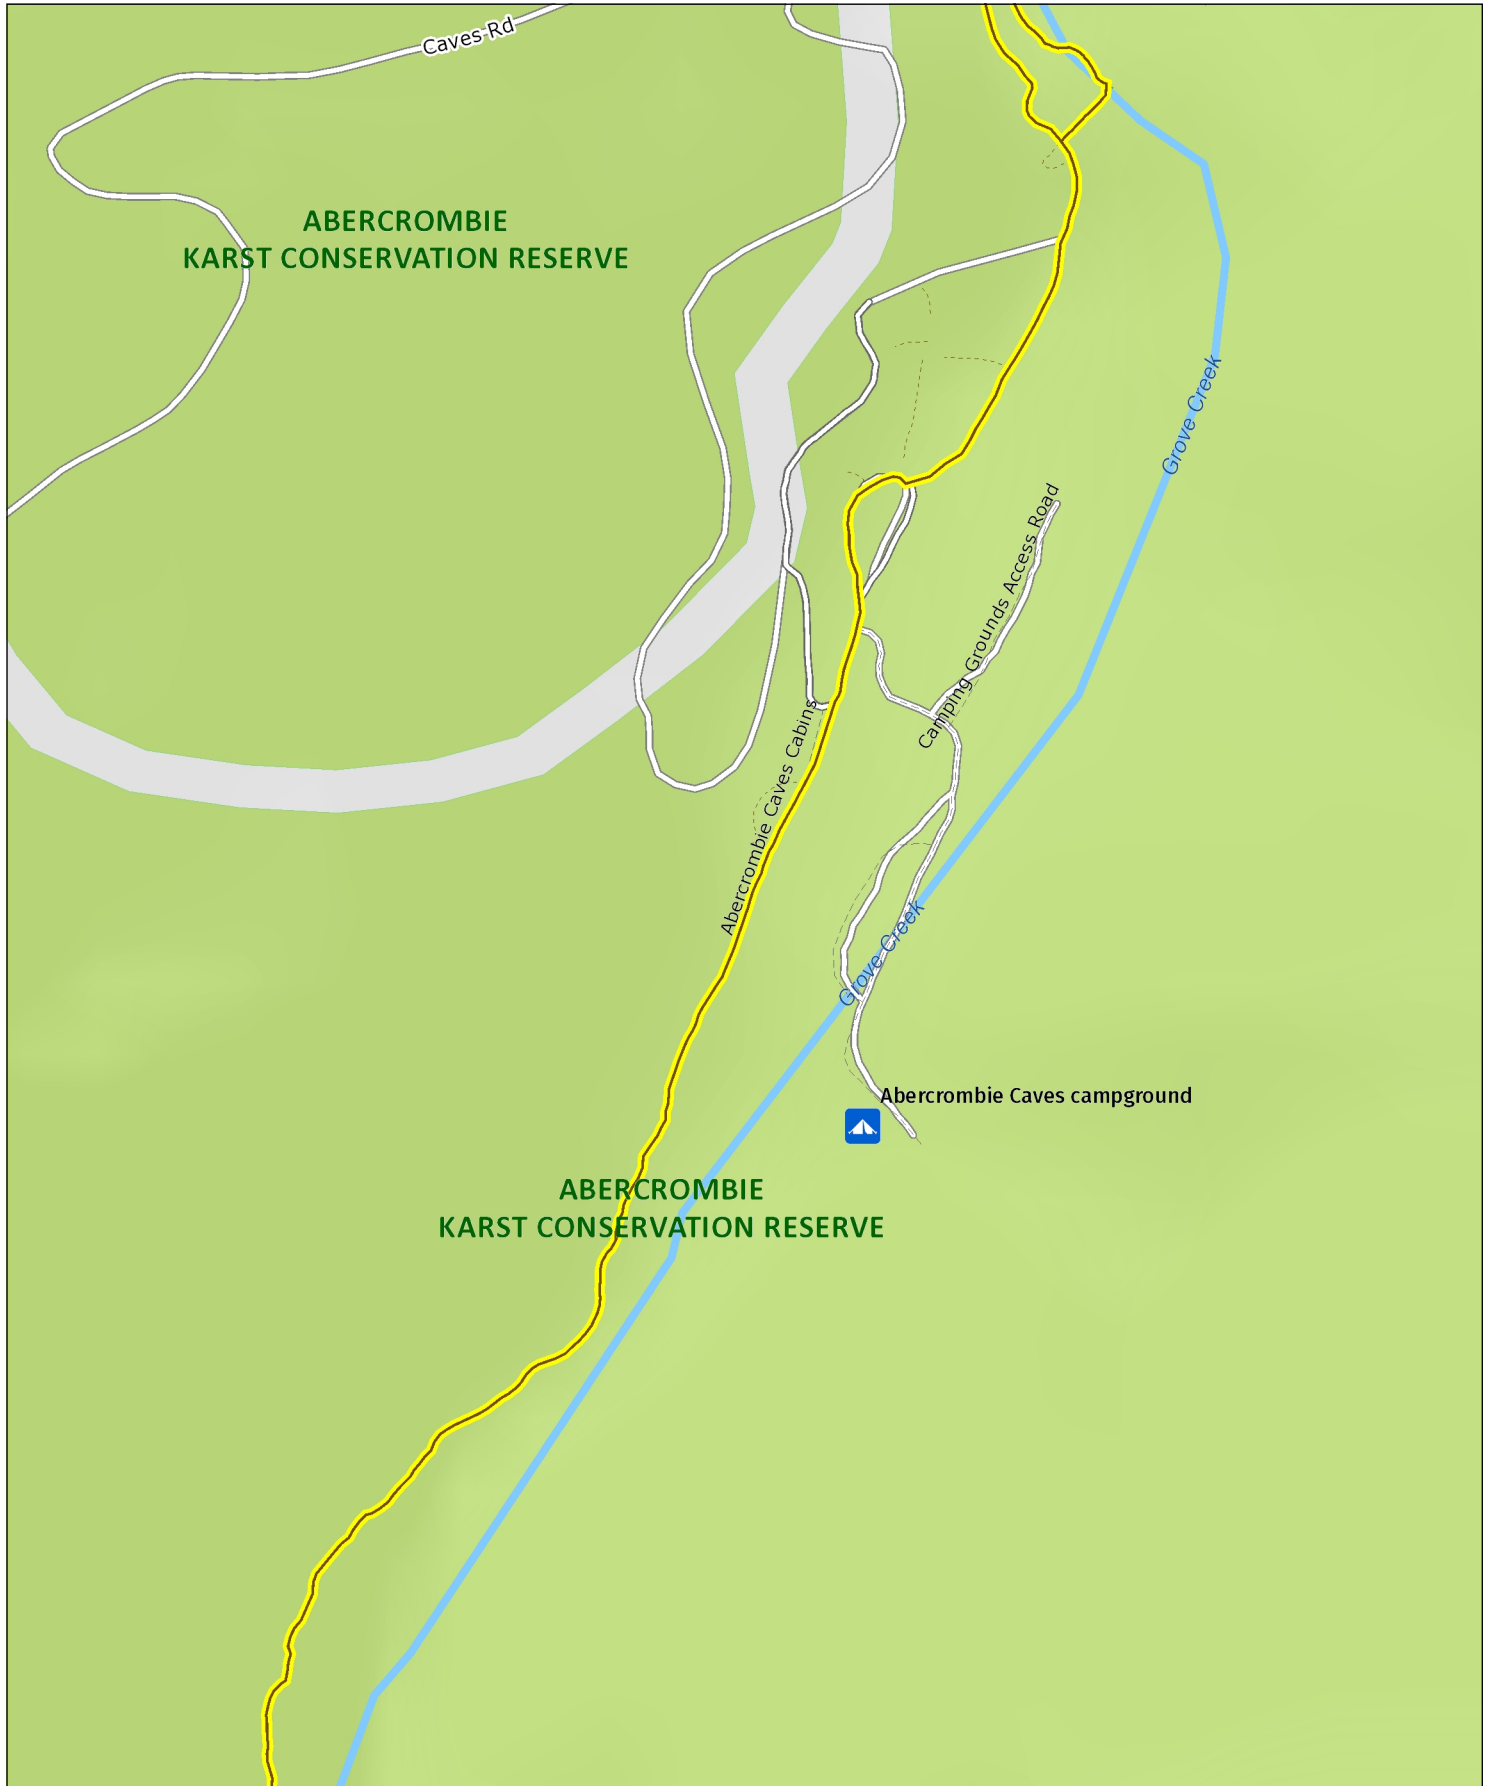 Caves Rd
ABERCROMBIE
KARST CONSERVATION RESERVE
Grove Creek
Camping Grounds Access Road
Abercrombie Caves Cabins
Grove Creek
Abercrombie Caves campground
ABERCROMBIE
KARST CONSERVATION RESERVE